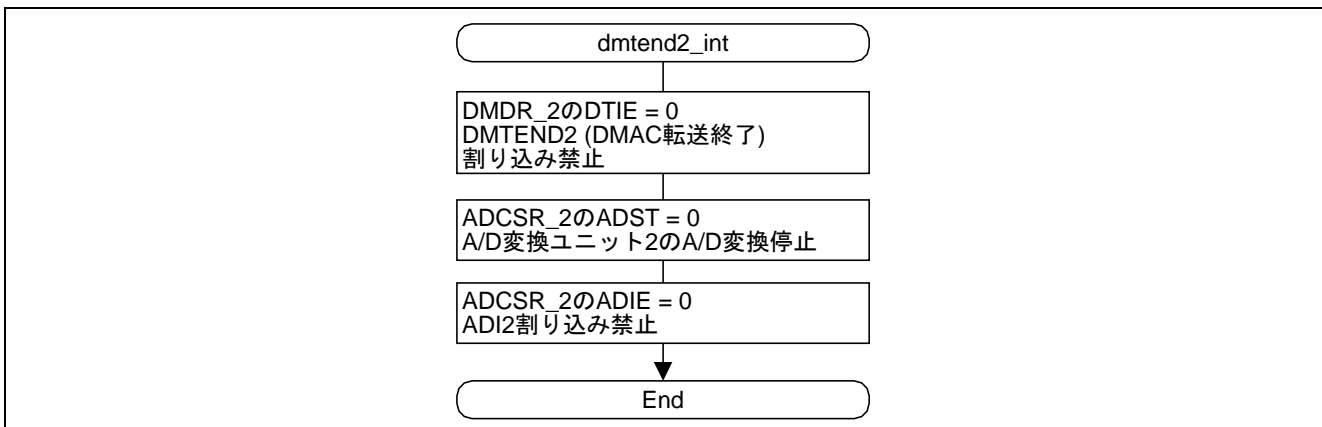 dmtend2_int
DMDR_2のDTIE = 0
DMTEND2 (DMAC転送終了)
割り込み禁止
ADCSR_2のADST = 0
A/D変換ユニット2のA/D変換停止
ADCSR_2のADIE = 0
ADI2割り込み禁止
End